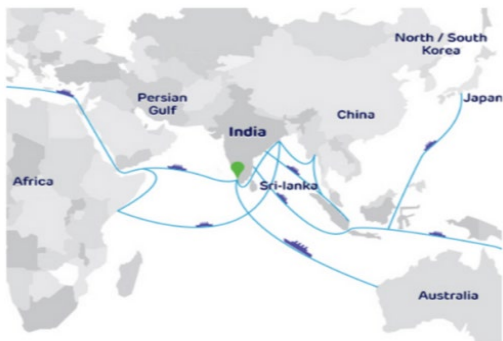 North / South
Korea
Persian
Gulf
China
Japan
India
Africa
Sri-lanka
Australia